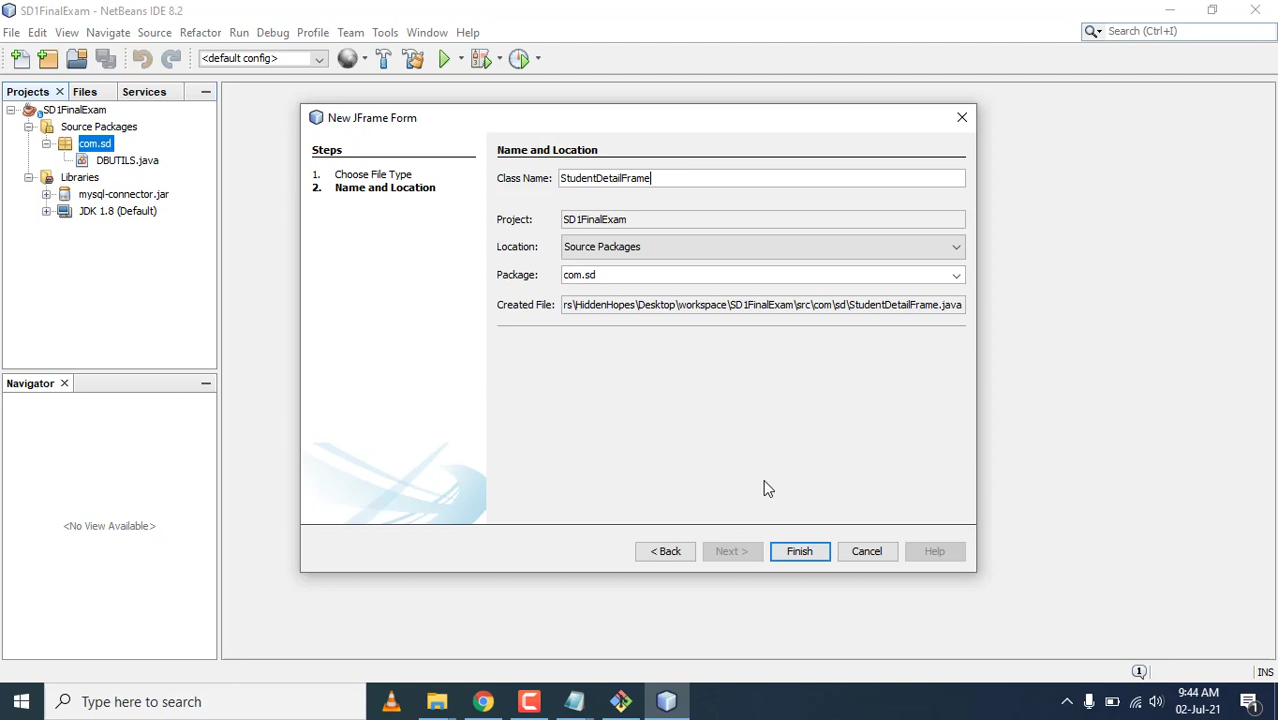 SD1FinalExam - NetBeans IDE 8.2
File Edit View Navigate Source Refactor Run Debug Profile Team Tools Window Help
Search (Ctrl+I)
<default config>
Projects Files Services
SD1FinalExam
Source Packages
com.sd
DBUTILS.java
Libraries
mysql-connector.jar
JDK 1.8 (Default)
Navigator
<No View Available>
New JFrame Form
Steps
1. Choose File Type
2. Name and Location
Name and Location
Class Name: StudentDetailFrame
Project: SD1FinalExam
Location: Source Packages
Package: com.sd
Created File: rs\HiddenHopes\Desktop\workspace\SD1FinalExam\src\com\sd\StudentDetailFrame.java
< Back Next > Finish Cancel Help
1 INS
Type here to search
9:44 AM
02-Jul-21
1